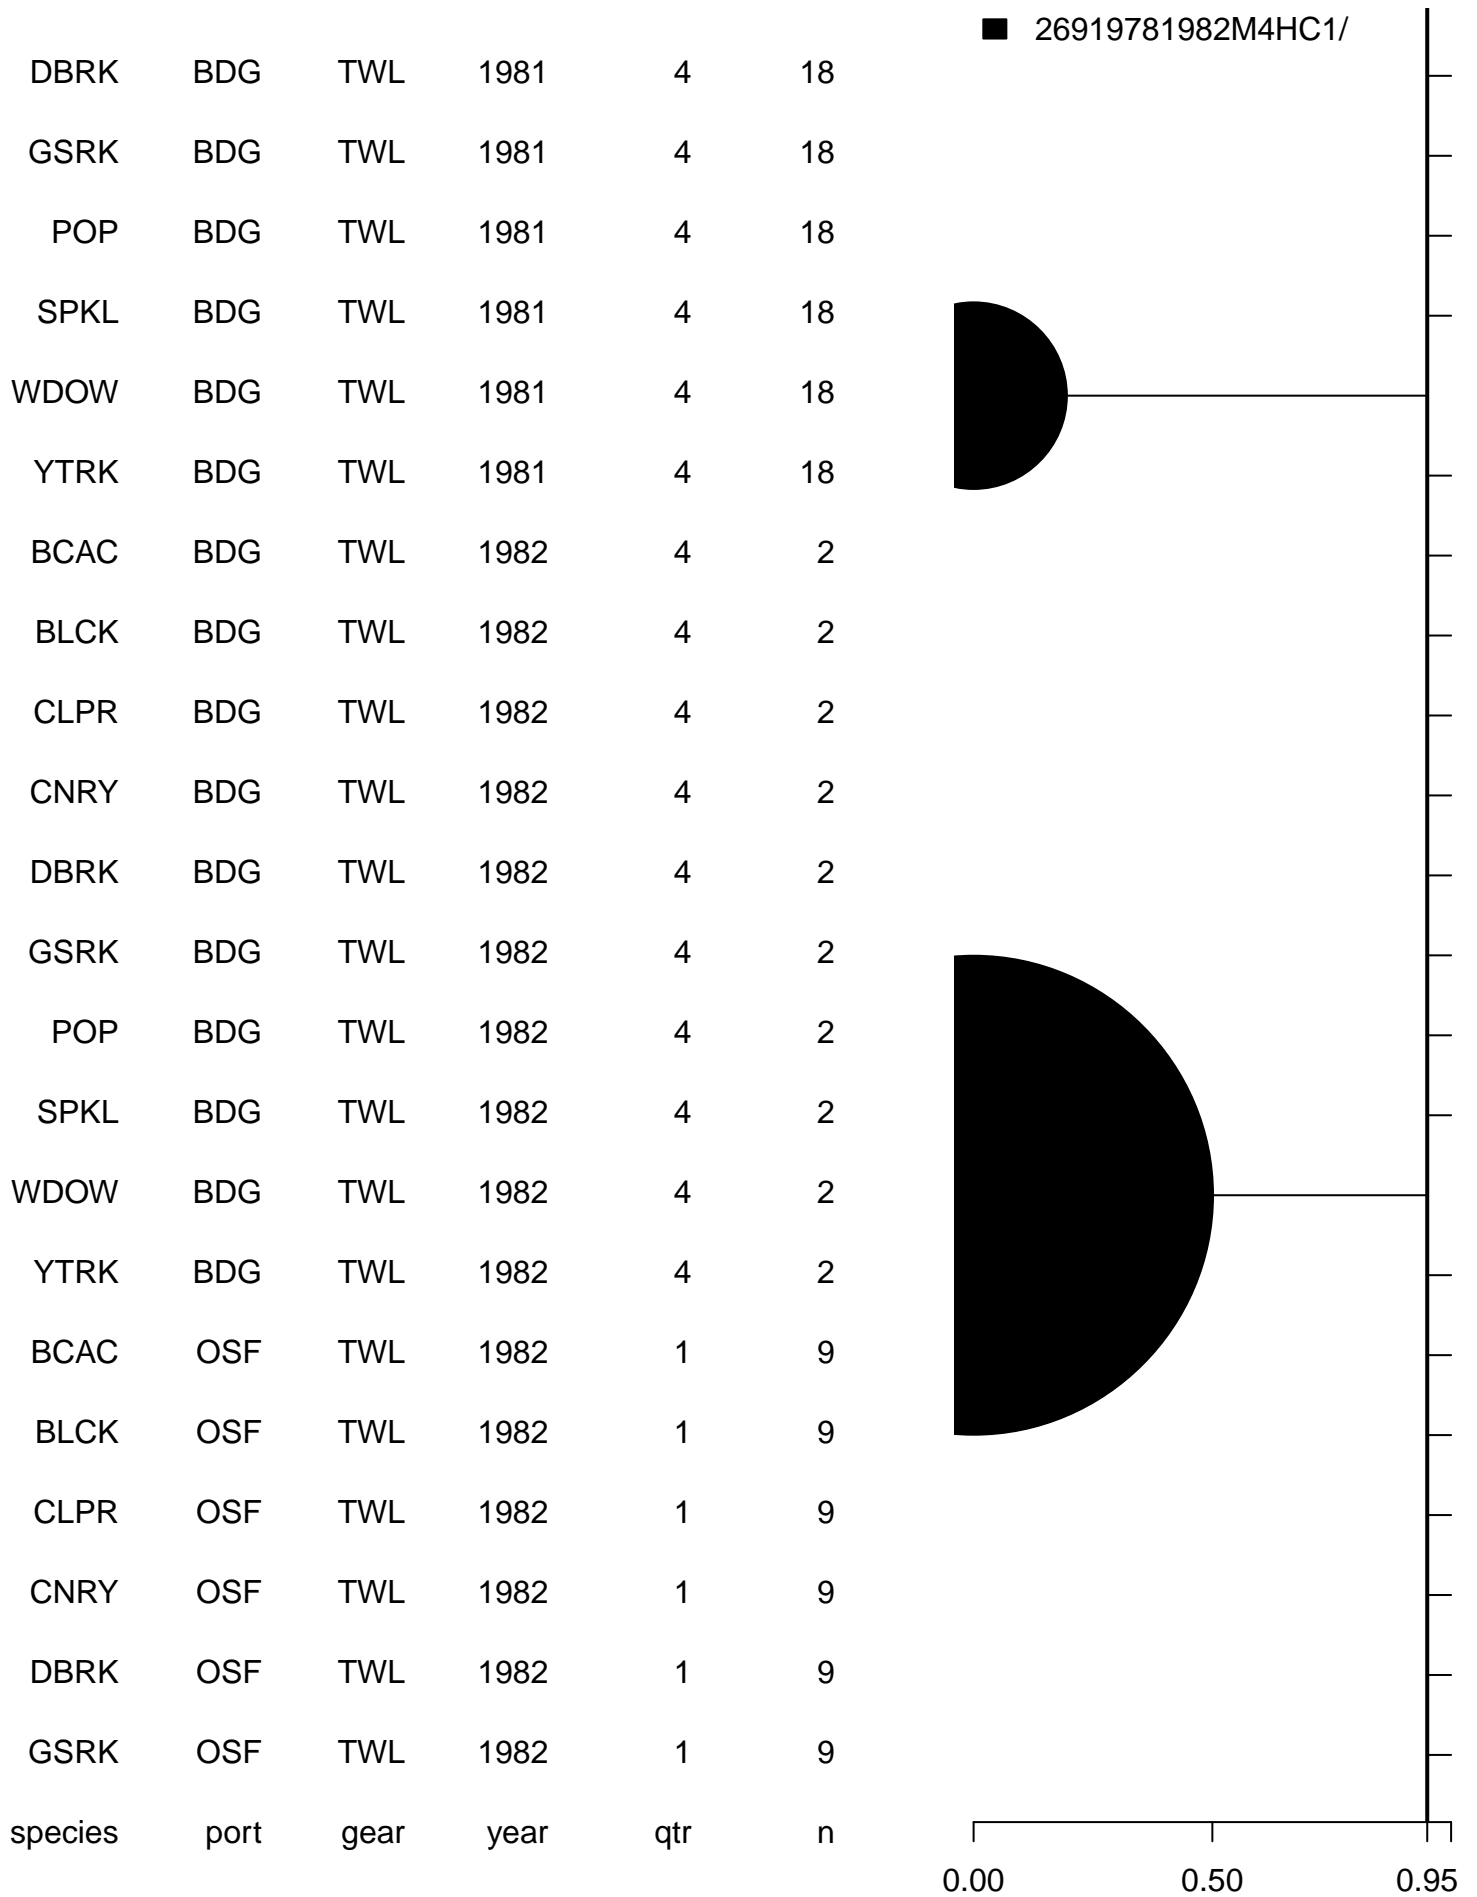 26919781982M4HC1/
DBRK BDG TWL 1981 4 18
GSRK BDG TWL 1981 4 18
POP BDG TWL 1981 4 18
SPKL BDG TWL 1981 4 18
WDOW BDG TWL 1981 4 18
YTRK BDG TWL 1981 4 18
BCAC BDG TWL 1982 4 2
BLCK BDG TWL 1982 4 2
CLPR BDG TWL 1982 4 2
CNRY BDG TWL 1982 4 2
DBRK BDG TWL 1982 4 2
GSRK BDG TWL 1982 4 2
POP BDG TWL 1982 4 2
SPKL BDG TWL 1982 4 2
WDOW BDG TWL 1982 4 2
YTRK BDG TWL 1982 4 2
BCAC OSF TWL 1982 1 9
BLCK OSF TWL 1982 1 9
CLPR OSF TWL 1982 1 9
CNRY OSF TWL 1982 1 9
DBRK OSF TWL 1982 1 9
GSRK OSF TWL 1982 1 9
species port gear year qtr n
0.00 0.50 0.95